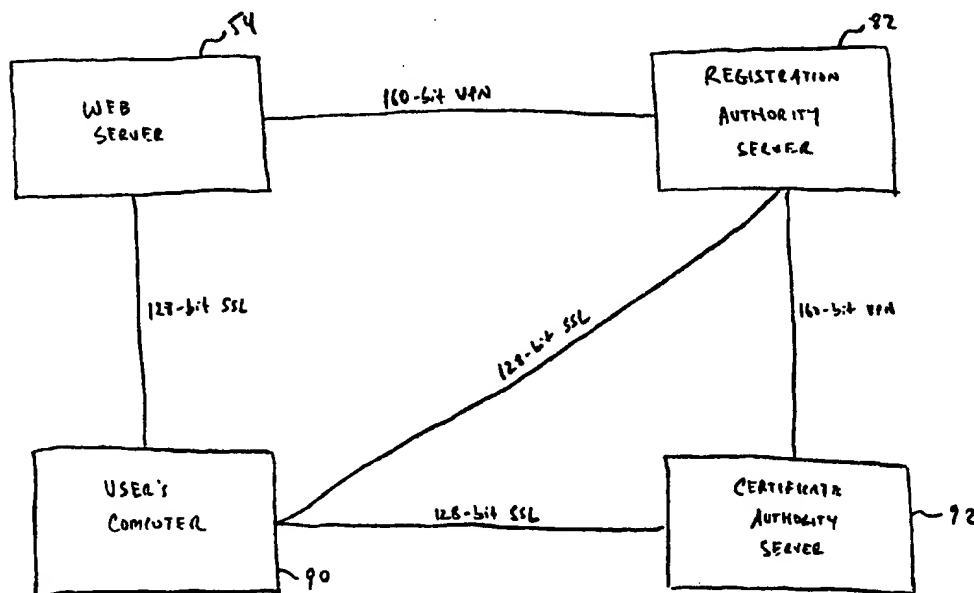 54
82
WEB
SERVER
160-bit VPN
REGISTRATION
AUTHORITY
SERVER
128-bit SSL
128-bit SSL
160-bit VPN
USER'S
COMPUTER
128-bit SSL
CERTIFICATE
AUTHORITY
SERVER
92
90